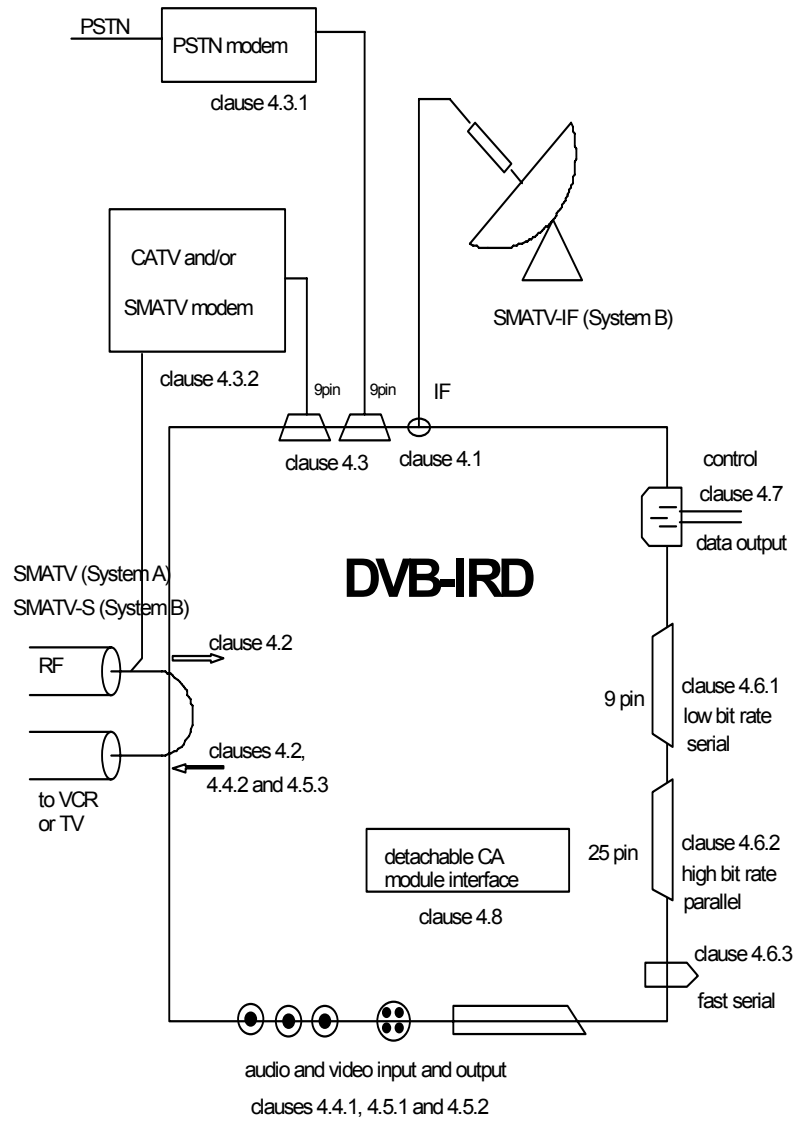 PSTN
PSTN modem
clause 4.3.1
CATV and/or
SMATV modem
clause 4.3.2
SMATV-IF (System B)
9pin
9pin
IF
clause 4.3
clause 4.1
control
clause 4.7
data output
DVB-IRD
SMATV (System A)
SMATV-S (System B)
RF
clause 4.2
clauses 4.2,
4.4.2 and 4.5.3
to VCR
or TV
9 pin
clause 4.6.1
low bit rate
serial
detachable CA
module interface
clause 4.8
25 pin
clause 4.6.2
high bit rate
parallel
clause 4.6.3
fast serial
audio and video input and output
clauses 4.4.1, 4.5.1 and 4.5.2